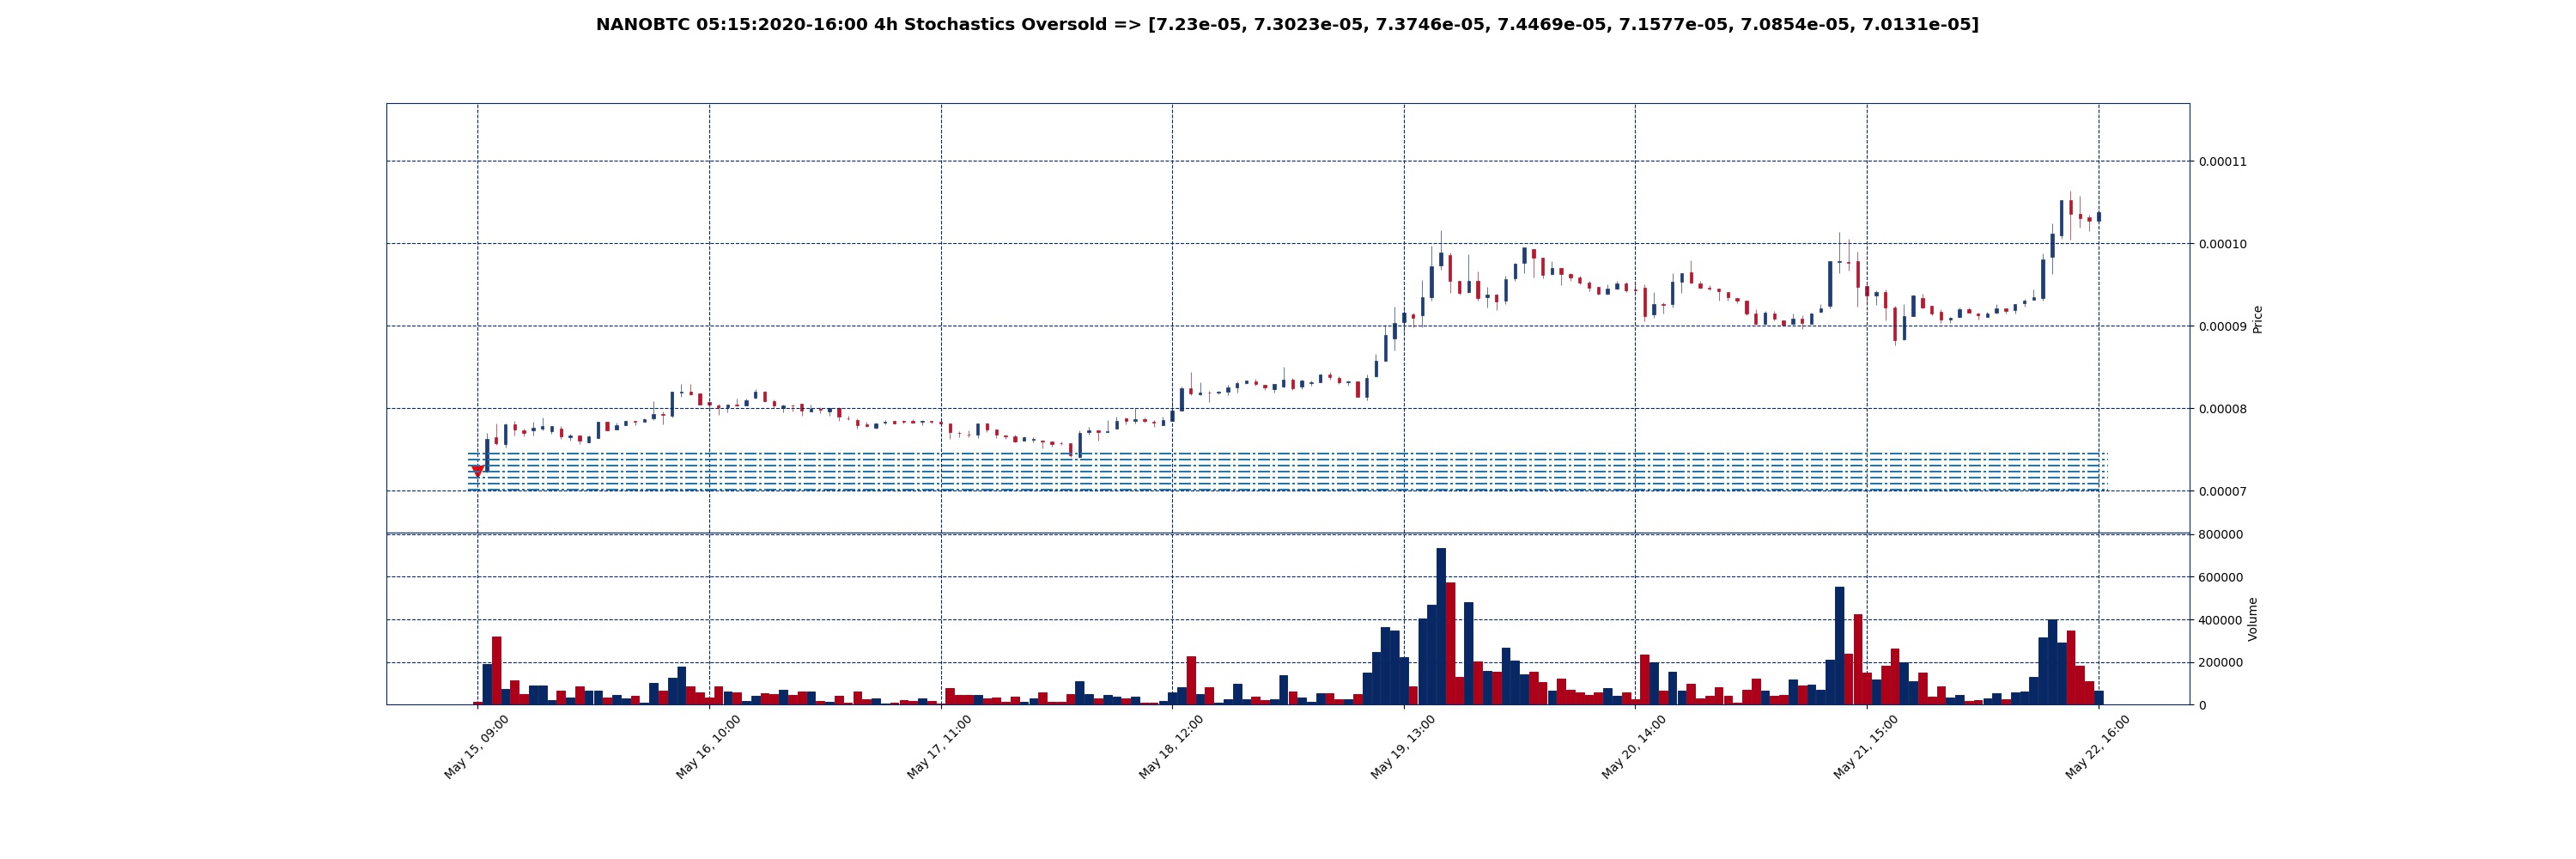 NANOBTC 05:15:2020-16:00 4h Stochastics Oversold => [7.23e-05, 7.3023e-05, 7.3746e-05, 7.4469e-05, 7.1577e-05, 7.0854e-05, 7.0131e-05]
0.00011
0.00010
0.00009
0.00008
0.00007
Price
800000
600000
400000
200000
0
Volume
May 15, 09:00
May 16, 10:00
May 17, 11:00
May 18, 12:00
May 19, 13:00
May 20, 14:00
May 21, 15:00
May 22, 16:00